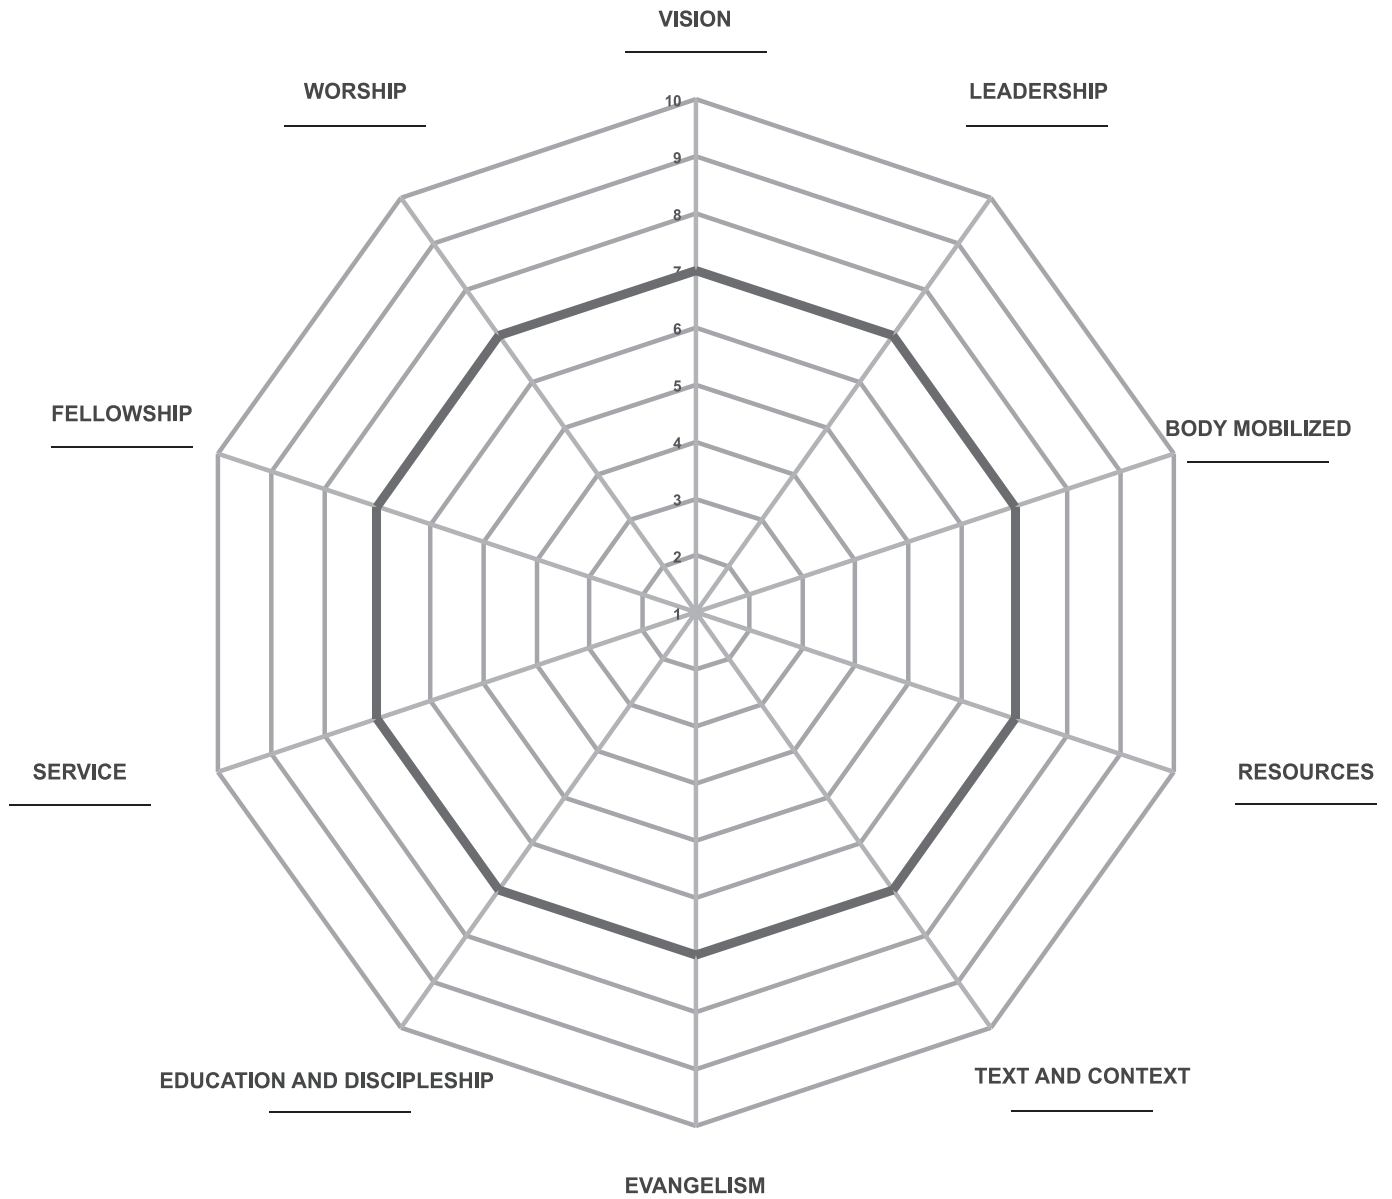 VISION
WORSHIP
LEADERSHIP
10
9
8
7
6
5
4
3
2
1
FELLOWSHIP
BODY MOBILIZED
SERVICE
RESOURCES
EDUCATION AND DISCIPLESHIP
TEXT AND CONTEXT
EVANGELISM